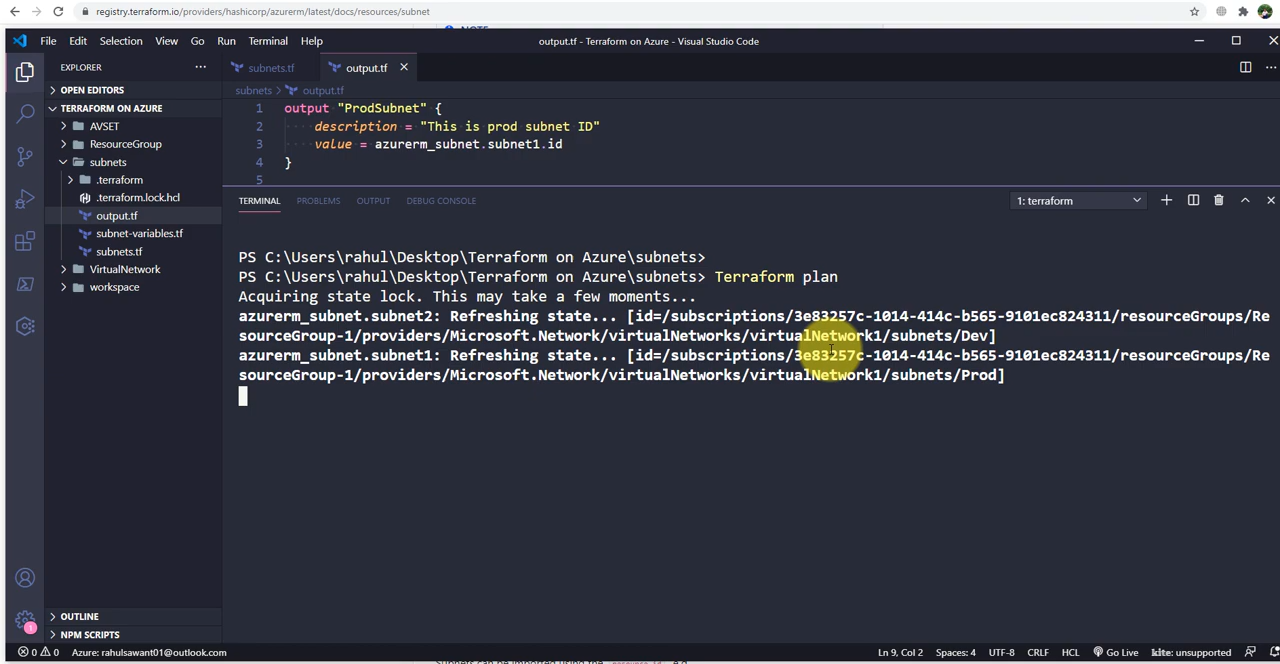 registry.terraform.io/providers/hashicorp/azurerm/latest/docs/resources/subnet
File Edit Selection View Go Run Terminal Help
output.tf - Terraform on Azure - Visual Studio Code
EXPLORER
OPEN EDITORS
TERRAFORM ON AZURE
AVSET
ResourceGroup
subnets
.terraform
.terraform.lock.hcl
output.tf
subnet-variables.tf
subnets.tf
VirtualNetwork
workspace
OUTLINE
NPM SCRIPTS
subnets.tf output.tf
subnets > output.tf
1 output "ProdSubnet" {
2 description = "This is prod subnet ID"
3 value = azurerm_subnet.subnet1.id
4 }
5
TERMINAL PROBLEMS OUTPUT DEBUG CONSOLE 1: terraform
PS C:\Users\rahul\Desktop\Terraform on Azure\subnets>
PS C:\Users\rahul\Desktop\Terraform on Azure\subnets> Terraform plan
Acquiring state lock. This may take a few moments...
azurerm_subnet.subnet2: Refreshing state... [id=/subscriptions/3e83257c-1014-414c-b565-9101ec824311/resourceGroups/Re
sourceGroup-1/providers/Microsoft.Network/virtualNetworks/virtualNetwork1/subnets/Dev]
azurerm_subnet.subnet1: Refreshing state... [id=/subscriptions/3e83257c-1014-414c-b565-9101ec824311/resourceGroups/Re
sourceGroup-1/providers/Microsoft.Network/virtualNetworks/virtualNetwork1/subnets/Prod]
1
0 0 Azure: rahulsawant01@outlook.com
Ln 9, Col 2 Spaces: 4 UTF-8 CRLF HCL Go Live kite: unsupported